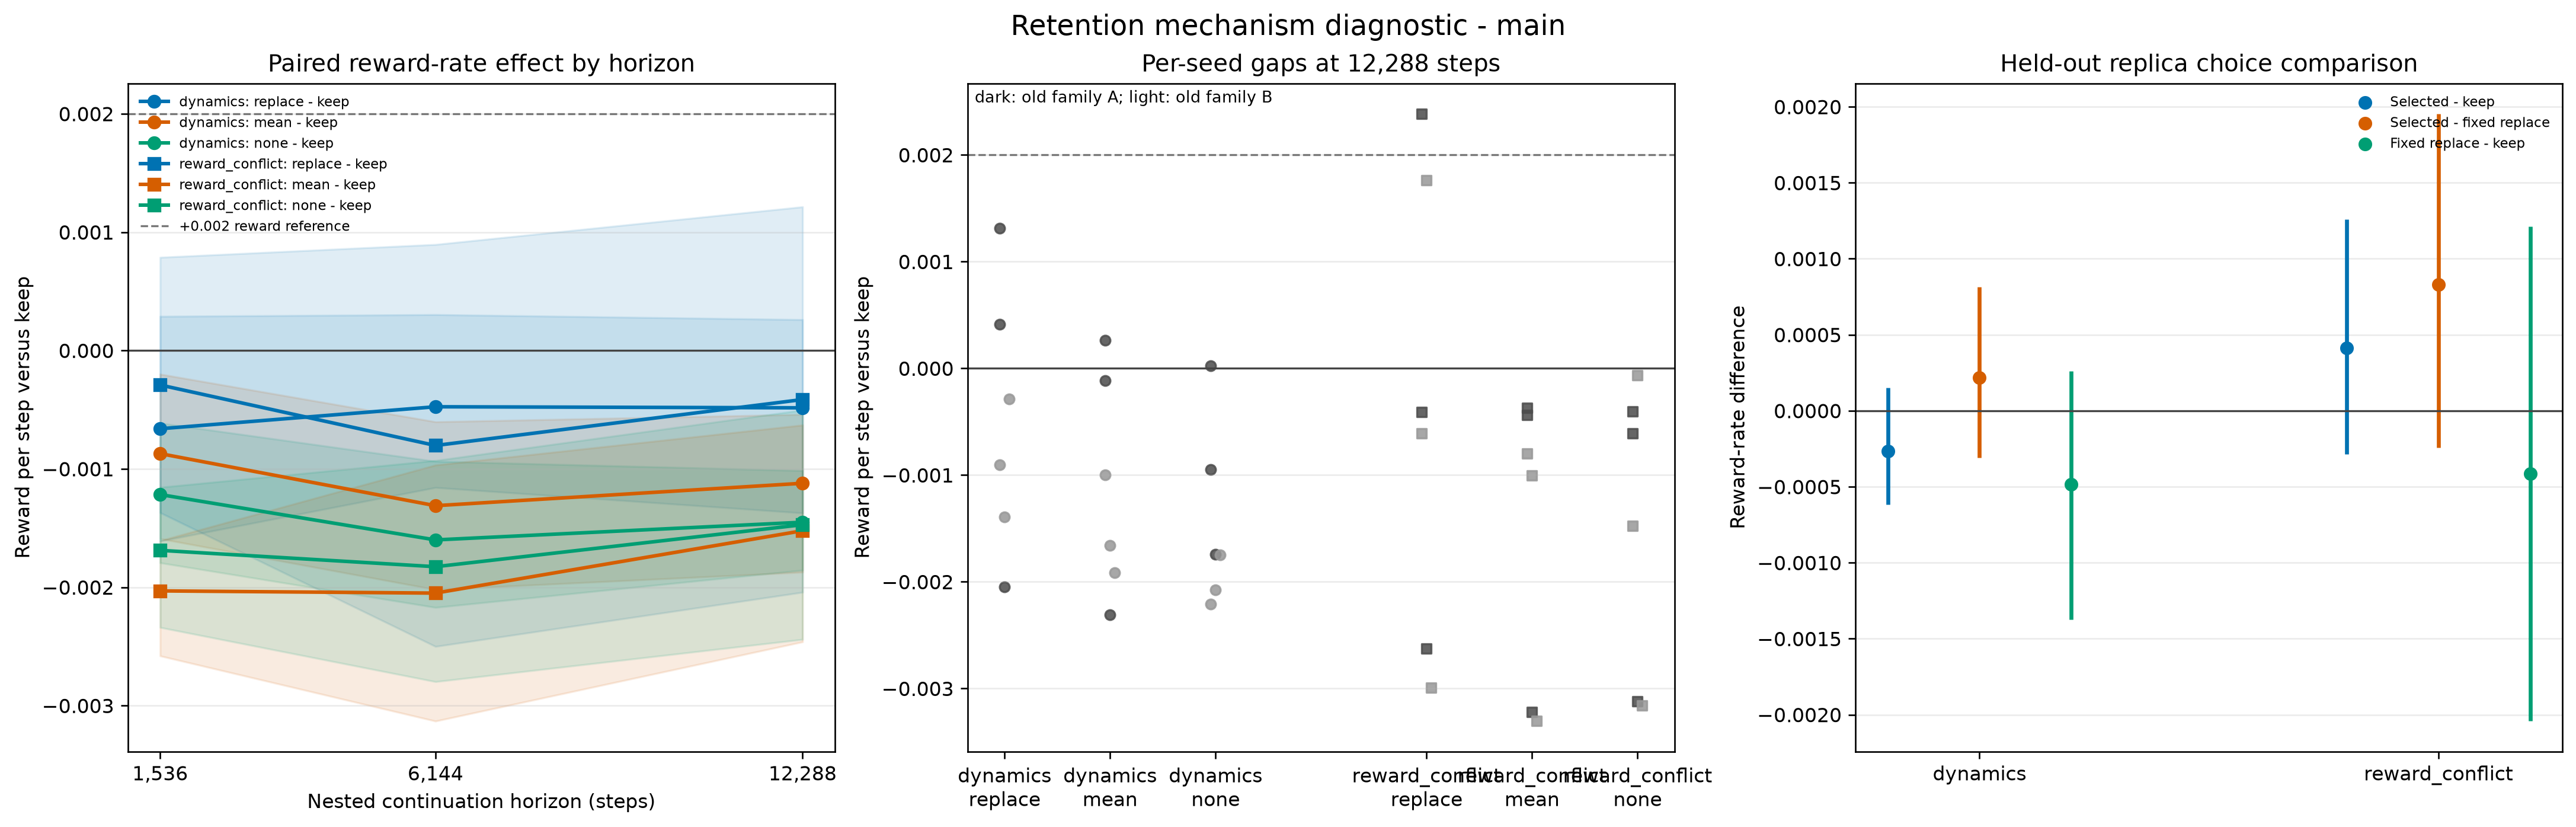 Retention mechanism diagnostic - main
Paired reward-rate effect by horizon
Reward per step versus keep
0.002
0.001
0.000
−0.001
−0.002
−0.003
dynamics: replace - keep
dynamics: mean - keep
dynamics: none - keep
reward_conflict: replace - keep
reward_conflict: mean - keep
reward_conflict: none - keep
+0.002 reward reference
1,536
6,144
12,288
Nested continuation horizon (steps)
Per-seed gaps at 12,288 steps
dark: old family A; light: old family B
Reward per step versus keep
0.002
0.001
0.000
−0.001
−0.002
−0.003
dynamics
replace
dynamics
mean
dynamics
none
reward_conflict
replace
reward_conflict
mean
reward_conflict
none
Held-out replica choice comparison
Reward-rate difference
0.0020
0.0015
0.0010
0.0005
0.0000
−0.0005
−0.0010
−0.0015
−0.0020
Selected - keep
Selected - fixed replace
Fixed replace - keep
dynamics
reward_conflict